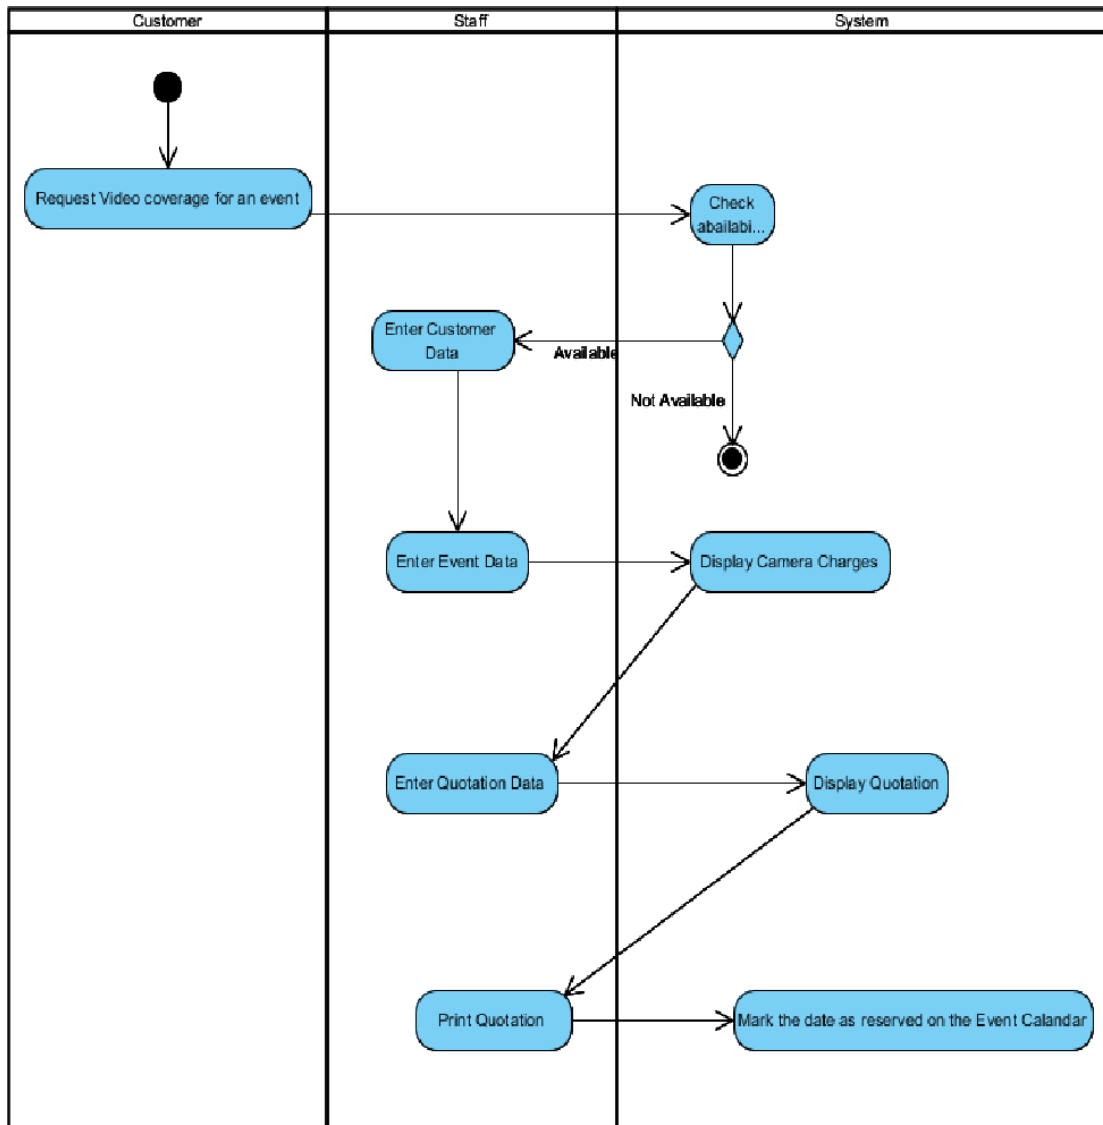 Customer
Staff
System
Request Video coverage for an event
Check
abailabi...
Enter Customer
Data
Available
Not Available
Enter Event Data
Display Camera Charges
Enter Quotation Data
Display Quotation
Print Quotation
Mark the date as reserved on the Event Calandar